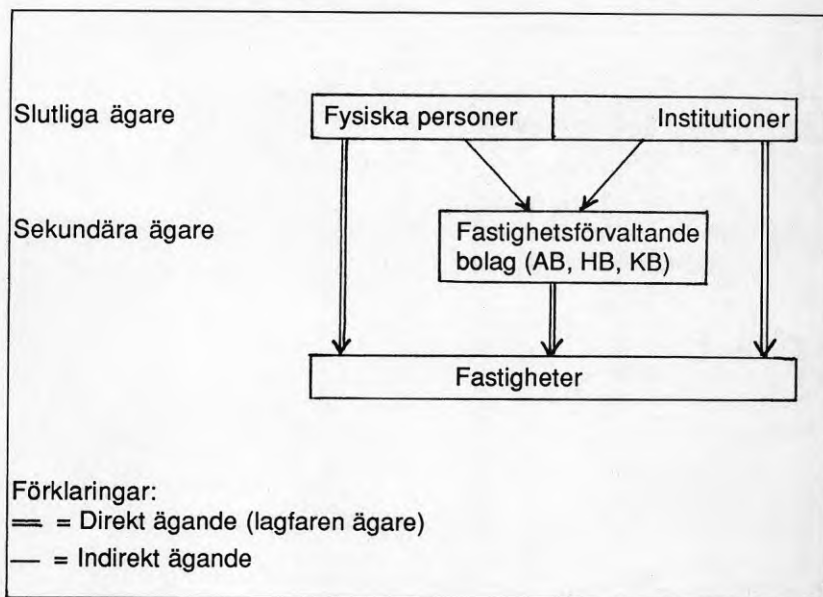 Slutliga ägare
Fysiska personer
Institutioner
Sekundära ägare
Fastighetsförvaltande
bolag (AB, HB, KB)
Fastigheter
Förklaringar:
= Direkt ägande (lagfaren ägare)
= Indirekt ägande